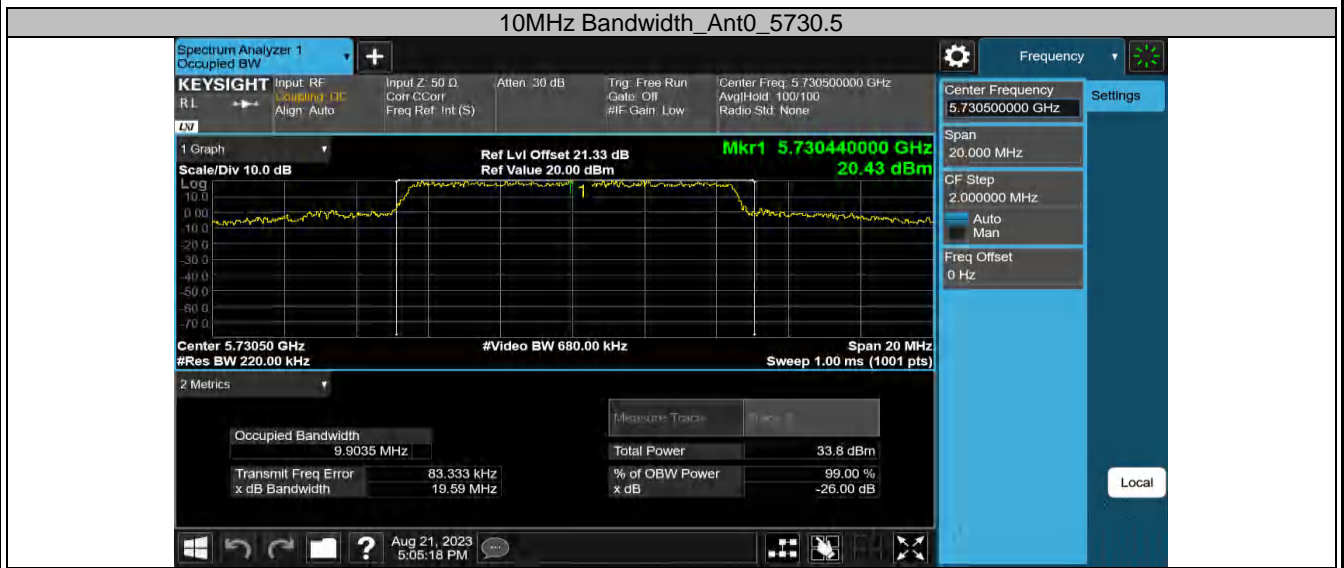 10MHz Bandwidth_Ant0_5730.5
Spectrum Analyzer 1
Occupied BW
+
Frequency
KEYSIGHT
RL
LXI
Input: RF
Coupling: DC
Align: Auto
Input Z: 50 Ω
Corr CCorr
Freq Ref: Int (S)
Atten: 30 dB
Trig: Free Run
Gate: Off
#IF Gain: Low
Center Freq: 5.730500000 GHz
Avg|Hold: 100/100
Radio Std: None
Center Frequency
5.730500000 GHz
Settings
Span
20.000 MHz
CF Step
2.000000 MHz
Auto
Man
Freq Offset
0 Hz
1 Graph
Scale/Div 10.0 dB
Ref Lvl Offset 21.33 dB
Ref Value 20.00 dBm
Mkr1 5.730440000 GHz
20.43 dBm
Log
10.0
0.00
-10.0
-20.0
-30.0
-40.0
-50.0
-60.0
-70.0
1
Center 5.73050 GHz
#Res BW 220.00 kHz
#Video BW 680.00 kHz
Span 20 MHz
Sweep 1.00 ms (1001 pts)
2 Metrics
Measure Trace
Occupied Bandwidth
9.9035 MHz
Total Power 33.8 dBm
Transmit Freq Error 83.333 kHz
% of OBW Power 99.00 %
x dB Bandwidth 19.59 MHz
x dB -26.00 dB
Local
?
Aug 21, 2023
5:05:18 PM